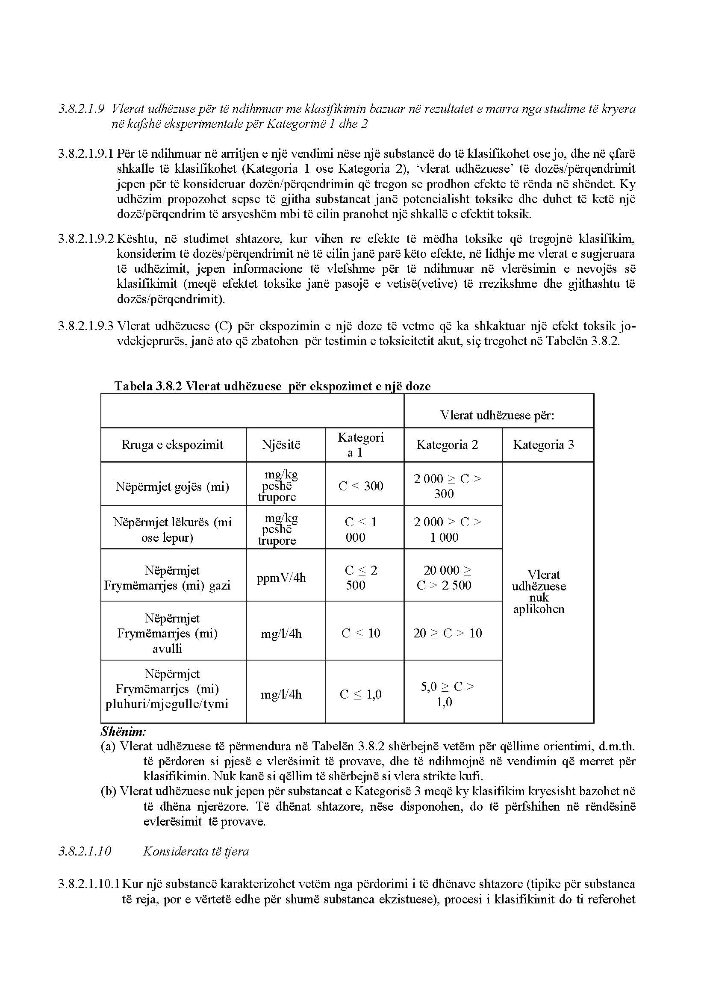 3.8.2.1.9 Vlerat udhëzuse për të ndihmuar me klasifikimin bazuar në rezultatet e marra nga studime të kryera
në kafshë eksperimentale për Kategorinë 1 dhe 2
3.8.2.1.9.1 Për të ndihmuar në arritjen e një vendimi nëse një substancë do të klasifikohet ose jo, dhe në çfarë
shkalle të klasifikohet (Kategoria 1 ose Kategoria 2), ‘vlerat udhëzuese’ të dozës/përqendrimit
jepen për të konsideruar dozën/përqendrimin që tregon se prodhon efekte të rënda në shëndet. Ky
udhëzim propozohet sepse të gjitha substancat janë potencialisht toksike dhe duhet të ketë një
dozë/përqendrim të arsyeshëm mbi të cilin pranohet një shkallë e efektit toksik.
3.8.2.1.9.2 Kështu, në studimet shtazore, kur vihen re efekte të mëdha toksike që tregojnë klasifikim,
konsiderim të dozës/përqendrimit në të cilin janë parë këto efekte, në lidhje me vlerat e sugjeruara
të udhëzimit, jepen informacione të vlefshme për të ndihmuar në vlerësimin e nevojës së
klasifikimit (meqë efektet toksike janë pasojë e vetisë(vetive) të rrezikshme dhe gjithashtu të
dozës/përqendrimit).
3.8.2.1.9.3 Vlerat udhëzuese (C) për ekspozimin e një doze të vetme që ka shkaktuar një efekt toksik jo-
vdekjeprurës, janë ato që zbatohen për testimin e toksicitetit akut, siç tregohet në Tabelën 3.8.2.
Tabela 3.8.2 Vlerat udhëzuese për ekspozimet e një doze
Vlerat udhëzuese për:
Rruga e ekspozimit
Njësitë
Kategori
a 1
Kategoria 2
Kategoria 3
Nëpërmjet gojës (mi)
mg/kg
peshë
trupore
C ≤ 300
2 000 ≥ C >
300
Nëpërmjet lëkurës (mi
ose lepur)
mg/kg
peshë
trupore
C ≤ 1
000
2 000 ≥ C >
1 000
Nëpërmjet
Frymëmarrjes (mi) gazi
ppmV/4h
C ≤ 2
500
20 000 ≥
C > 2 500
Vlerat
udhëzuese
nuk
aplikohen
Nëpërmjet
Frymëmarrjes (mi)
avulli
mg/l/4h
C ≤ 10
20 ≥ C > 10
Nëpërmjet
Frymëmarrjes (mi)
pluhuri/mjegulle/tymi
mg/l/4h
C ≤ 1,0
5,0 ≥ C >
1,0
Shënim:
(a) Vlerat udhëzuese të përmendura në Tabelën 3.8.2 shërbejnë vetëm për qëllime orientimi, d.m.th.
të përdoren si pjesë e vlerësimit të provave, dhe të ndihmojnë në vendimin që merret për
klasifikimin. Nuk kanë si qëllim të shërbejnë si vlera strikte kufi.
(b) Vlerat udhëzuese nuk jepen për substancat e Kategorisë 3 meqë ky klasifikim kryesisht bazohet në
të dhëna njerëzore. Të dhënat shtazore, nëse disponohen, do të përfshihen në rëndësinë
evlerësimit të provave.
3.8.2.1.10 Konsiderata të tjera
3.8.2.1.10.1 Kur një substancë karakterizohet vetëm nga përdorimi i të dhënave shtazore (tipike për substanca
të reja, por e vërtetë edhe për shumë substanca ekzistuese), procesi i klasifikimit do ti referohet